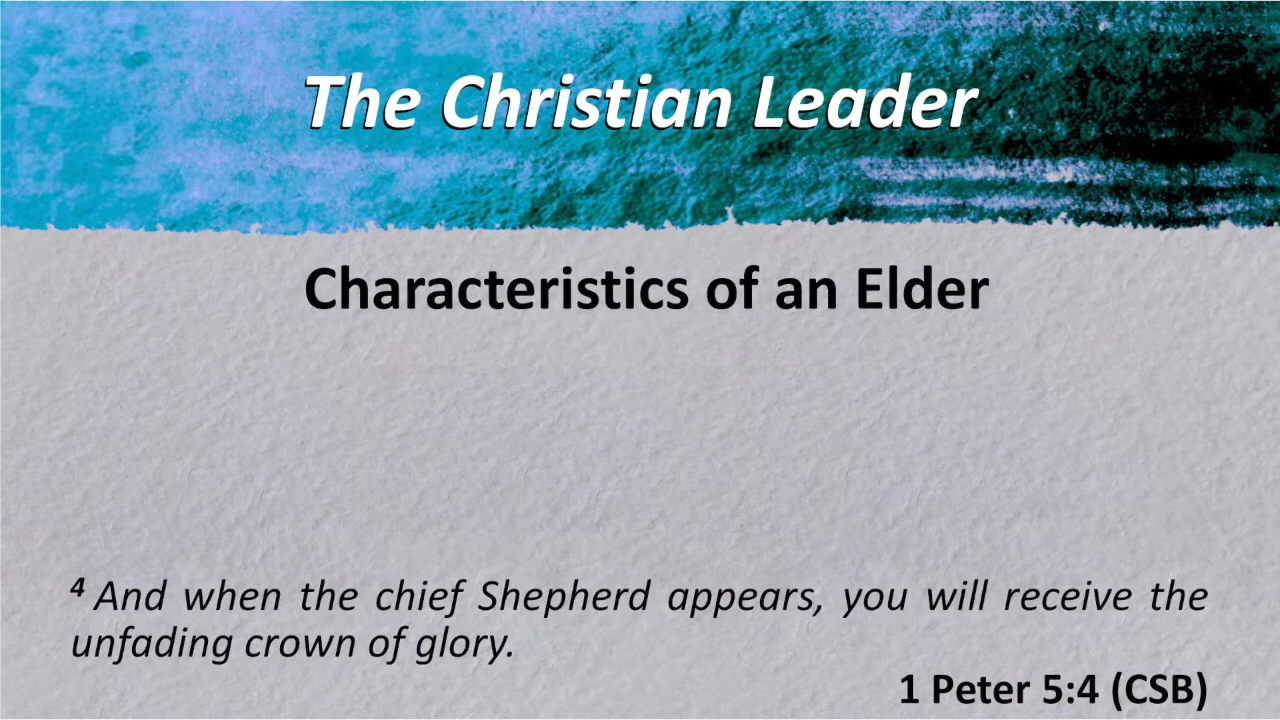 The Christian Leader
Characteristics of an Elder
4 And when the chief Shepherd appears, you will receive the
unfading crown of glory.
1 Peter 5:4 (CSB)